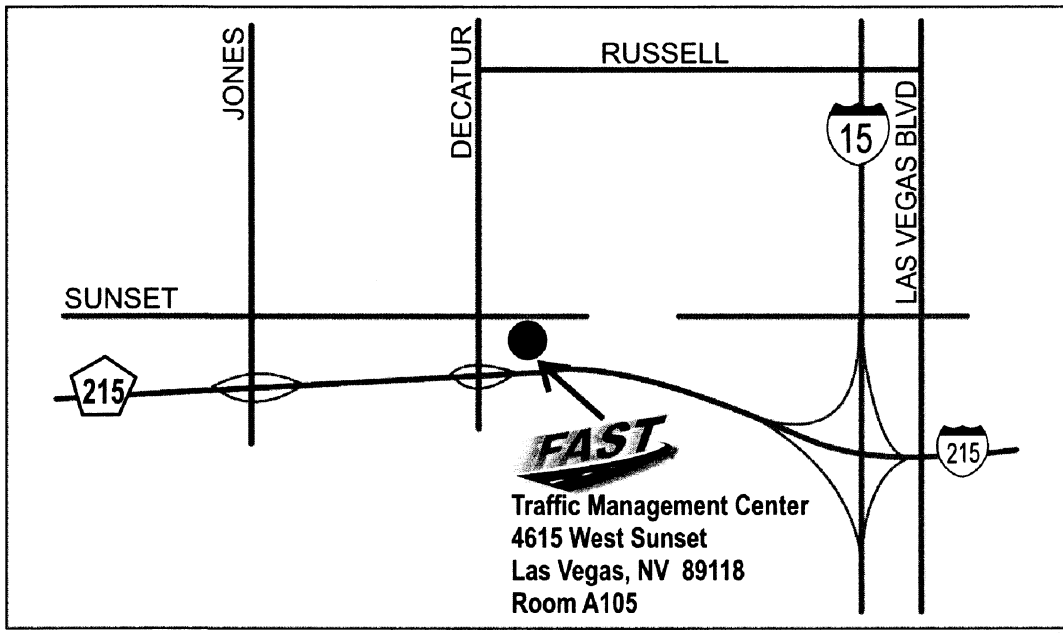 RUSSELL
JONES
DECATUR
15
LAS VEGAS BLVD
SUNSET
215
215
FAST
Traffic Management Center
4615 West Sunset
Las Vegas, NV 89118
Room A105